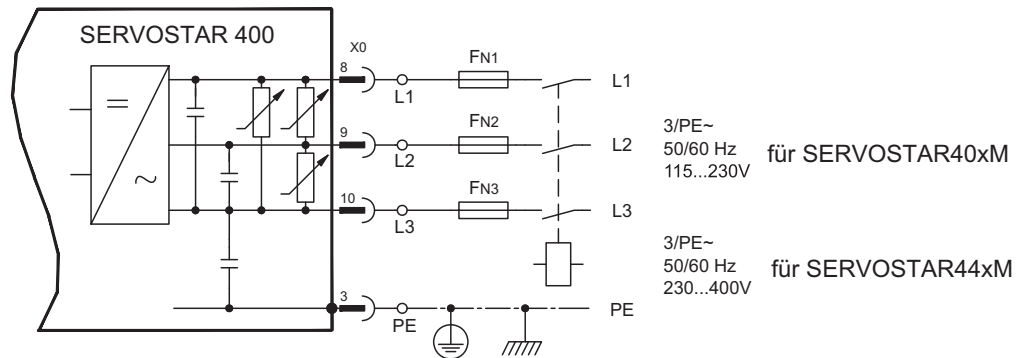 SERVOSTAR 400
X0
8
L1
FN1
L1
9
L2
FN2
L2
10
L3
FN3
L3
3/PE~
50/60 Hz
115...230V
für SERVOSTAR40xM
3/PE~
50/60 Hz
230...400V
für SERVOSTAR44xM
3
PE
PE